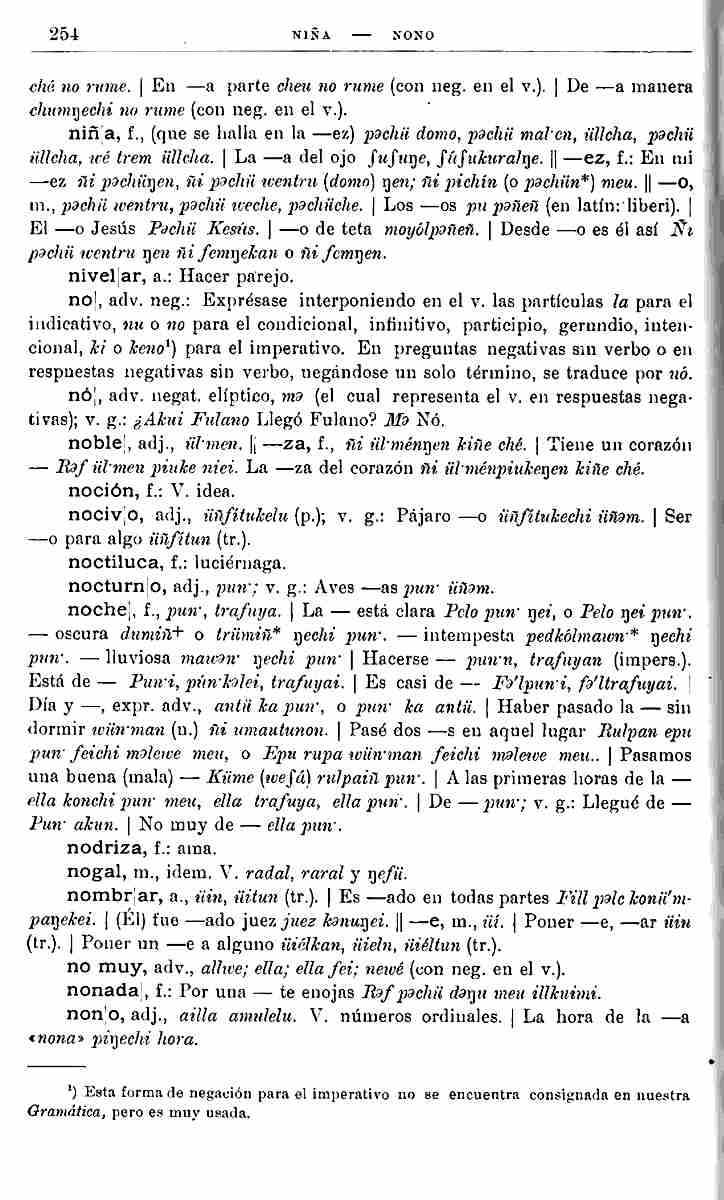 254 NIÑA — NONO
ché no rume. | En —a parte cheu no rume (con neg. en el v.). | De —a manera
chumŋechi no rume (con neg. en el v.).
niñ|a, f., (que se halla en la —ez) pəchü domo, pəchü mal·en, üllcha, pəchü
üllcha, wé trem üllcha. | La —a del ojo ʃuʃuŋe, ʃúʃukuralŋe. || —ez, f.: En mi
—ez ñi pəchüŋen, ñi pəchü wentru (domo) ŋen; ñi pichín (o pəchün*) meu. || —o,
m., pəchü wentru, pəchü weche, pəchüche. | Los —os pu pəñeñ (en latín: liberi). |
El —o Jesús Pəchü Kesús. | —o de teta moyólpəñeñ. | Desde —o es él así Ñi
pəchü wentru ŋen ñi femŋekan o ñi femŋen.
nivel|ar, a.: Hacer parejo.
no|, adv. neg.: Exprésase interponiendo en el v. las partículas la para el
indicativo, nu o no para el condicional, infinitivo, participio, gerundio, inten-
cional, ki o keno¹) para el imperativo. En preguntas negativas sin verbo o en
respuestas negativas sin verbo, negándose un solo término, se traduce por nó.
nó|, adv. negat. elíptico, mə (el cual representa el v. en respuestas nega-
tivas); v. g.: ¿Akui Fulano Llegó Fulano? Mə Nó.
noble|, adj., ül·men. || —za, f., ñi ül·ménŋen kiñe ché. | Tiene un corazón
— Rəf ül·men piuke niei. La —za del corazón ñi ül·ménpiukeŋen kiñe ché.
noción, f.: V. idea.
nociv|o, adj., üñfitukelu (p.); v. g.: Pájaro —o üñfitukechi üñəm. | Ser
—o para algo üñfitun (tr.).
noctiluca, f.: luciérnaga.
nocturn|o, adj., pun·; v. g.: Aves —as pun· üñəm.
noche|, f., pun·, trafuya. | La — está clara Pelo pun· ŋei, o Pelo ŋei pun·.
— oscura dumiñ+ o trümiñ* ŋechi pun·. — intempesta pedkólmawn·* ŋechi
pun·. — lluviosa mawən· ŋechi pun· | Hacerse — pun·n, trafuyan (impers.).
Está de — Pun·i, pún·kəlei, trafuyai. | Es casi de — Fə'lpun·i, fə'ltrafuyai. |
Día y —, expr. adv., antü ka pun·, o pun· ka antü. | Haber pasado la — sin
dormir wün·man (n.) ñi umautunon. | Pasé dos —s en aquel lugar Rulpan epu
pun· feichi məlewe meu, o Epu rupa wün·man feichi məlewe meu.. | Pasamos
una buena (mala) — Küme (weʃá) rulpaiñ pun·. | A las primeras horas de la —
ella konchi pun· meu, ella trafuya, ella pun·. | De — pun·; v. g.: Llegué de —
Pun· akun. | No muy de — ella pun·.
nodriza, f.: ama.
nogal, m., idem. V. radal, raral y ŋefü.
nombr|ar, a., üin, üitun (tr.). | Es —ado en todas partes Fill pəle konü'm-
paŋekei. | (Él) fue —ado juez juez kənuŋei. || —e, m., üí. | Poner —e, —ar üin
(tr.). | Poner un —e a alguno üiélkan, üieln, üiéltun (tr.).
no muy, adv., allwe; ella; ella fei; newé (con neg. en el v.).
nonada|, f.: Por una — te enojas Rəf pəchü dəŋu meu illkuimi.
non|o, adj., ailla amulelu. V. números ordinales. | La hora de la —a
«nona» piŋechi hora.
¹) Esta forma de negación para el imperativo no se encuentra consignada en nuestra
Gramática, pero es muy usada.